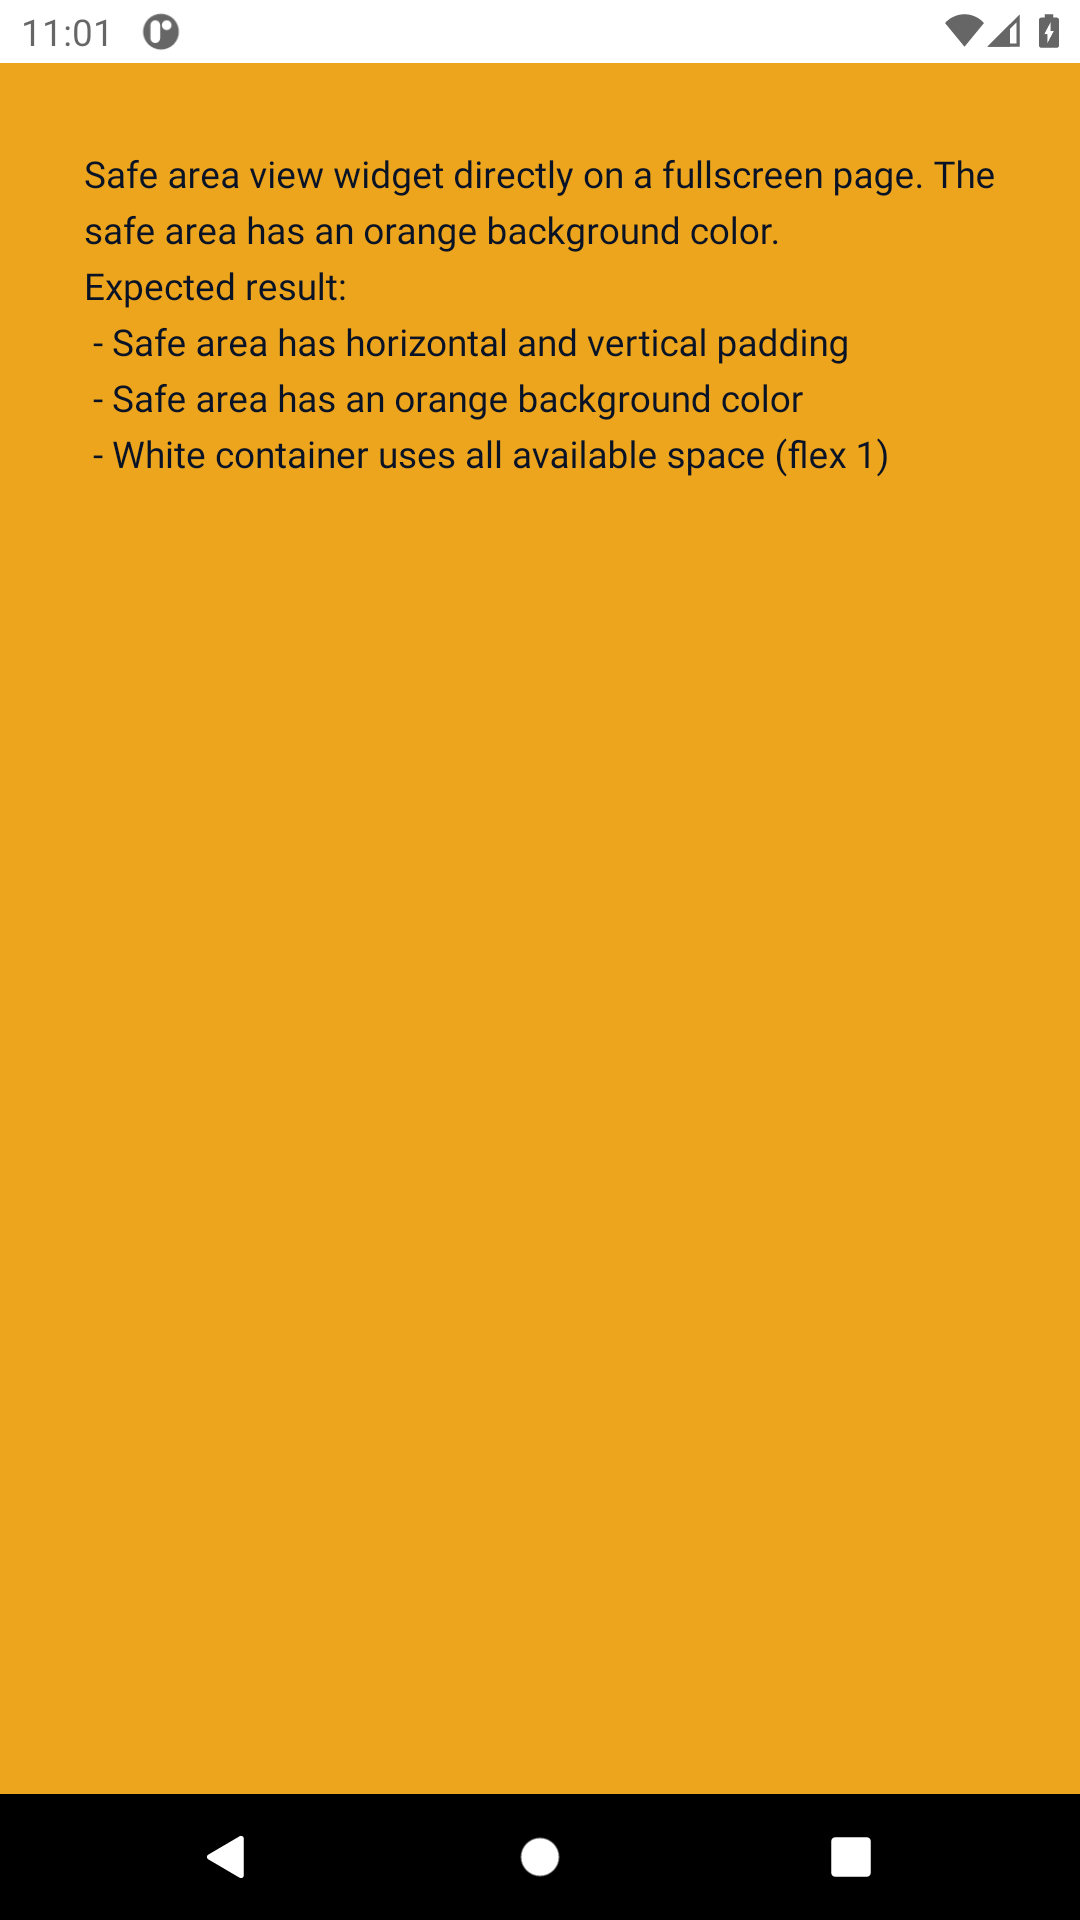 11:01
Safe area view widget directly on a fullscreen page. The
safe area has an orange background color.
Expected result:
- Safe area has horizontal and vertical padding
- Safe area has an orange background color
- White container uses all available space (flex 1)